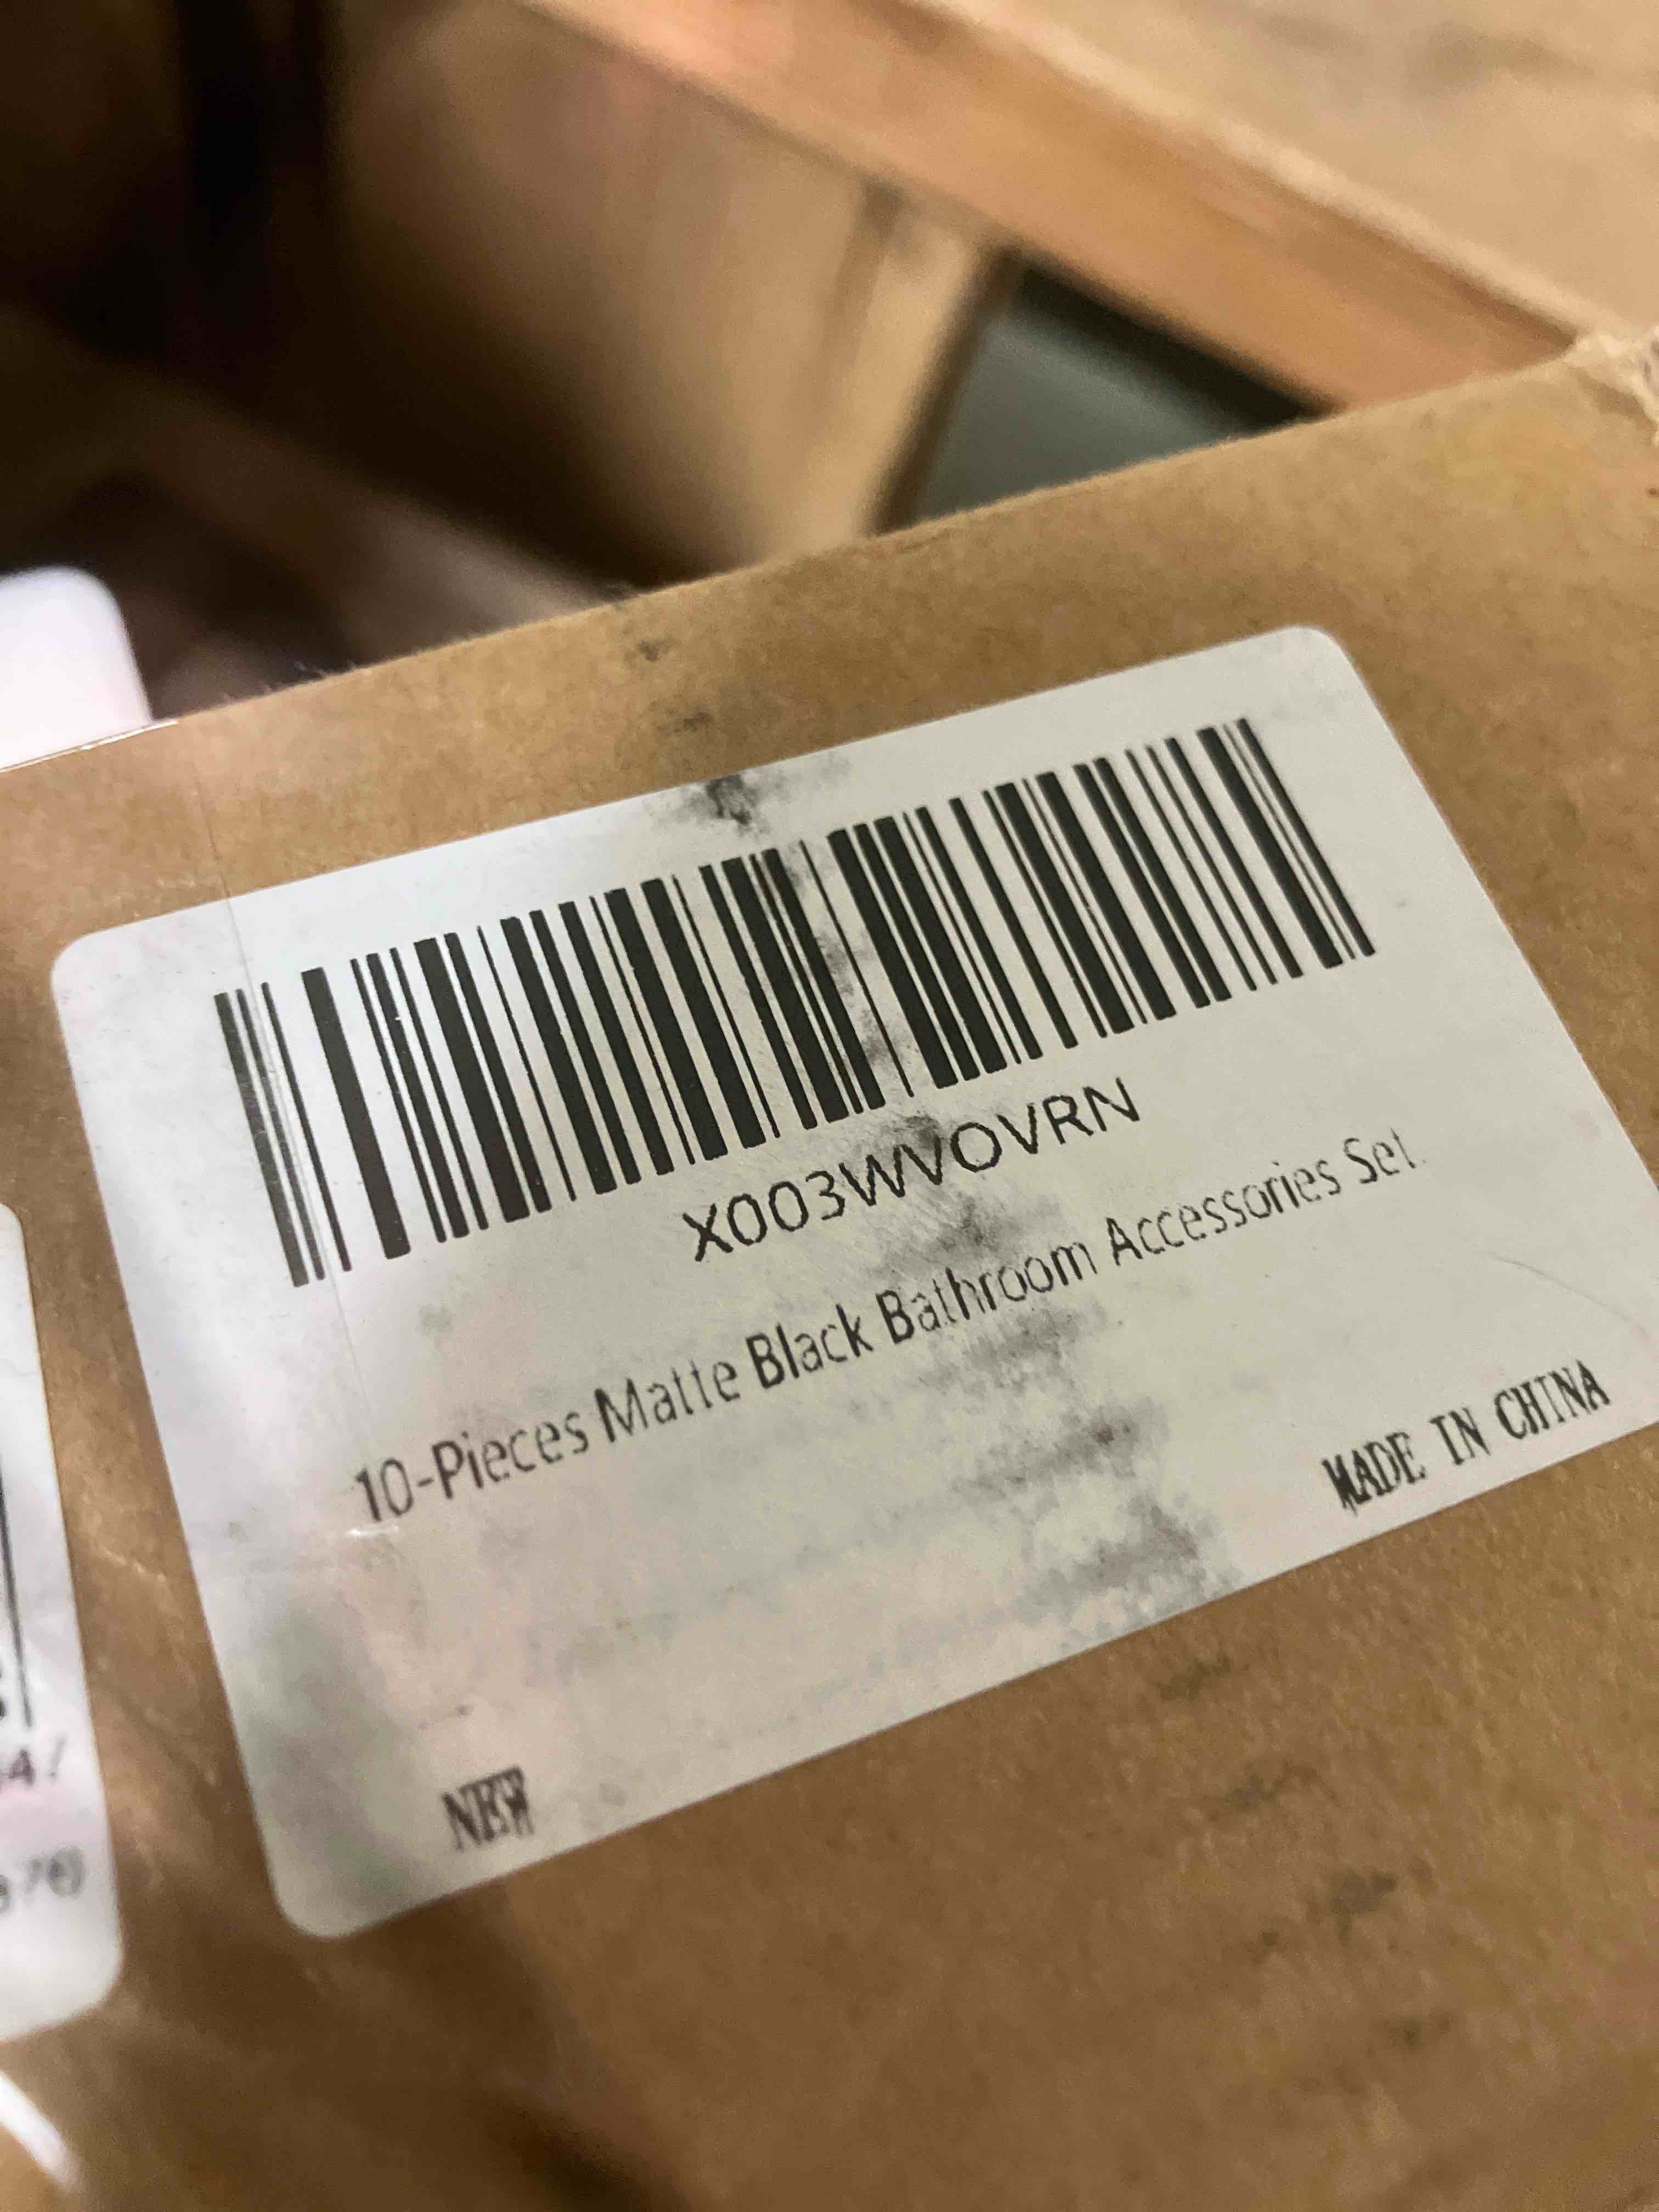 X003WVOVRN
10-Pieces Matte Black Bathroom Accessories Set.
MADE IN CHINA
NEW